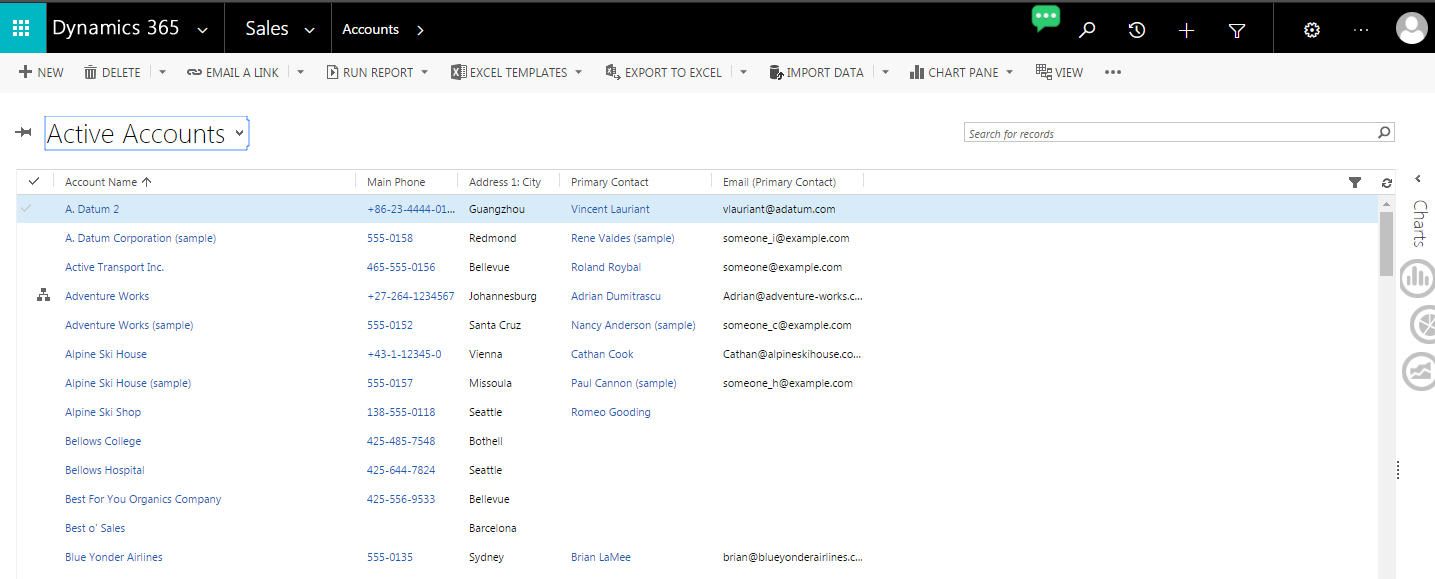 Dynamics 365 Sales Accounts
NEW DELETE EMAIL A LINK RUN REPORT EXCEL TEMPLATES EXPORT TO EXCEL IMPORT DATA CHART PANE VIEW
Active Accounts
Search for records
Account Name Main Phone Address 1: City Primary Contact Email (Primary Contact)
A. Datum 2 +86-23-4444-01... Guangzhou Vincent Lauriant vlauriant@adatum.com
A. Datum Corporation (sample) 555-0158 Redmond Rene Valdes (sample) someone_i@example.com
Active Transport Inc. 465-555-0156 Bellevue Roland Roybal someone@example.com
Adventure Works +27-264-1234567 Johannesburg Adrian Dumitrascu Adrian@adventure-works.c...
Adventure Works (sample) 555-0152 Santa Cruz Nancy Anderson (sample) someone_c@example.com
Alpine Ski House +43-1-12345-0 Vienna Cathan Cook Cathan@alpineskihouse.co...
Alpine Ski House (sample) 555-0157 Missoula Paul Cannon (sample) someone_h@example.com
Alpine Ski Shop 138-555-0118 Seattle Romeo Gooding
Bellows College 425-485-7548 Bothell
Bellows Hospital 425-644-7824 Seattle
Best For You Organics Company 425-556-9533 Bellevue
Best o' Sales Barcelona
Blue Yonder Airlines 555-0135 Sydney Brian LaMee brian@blueyonderairlines.c...
Charts